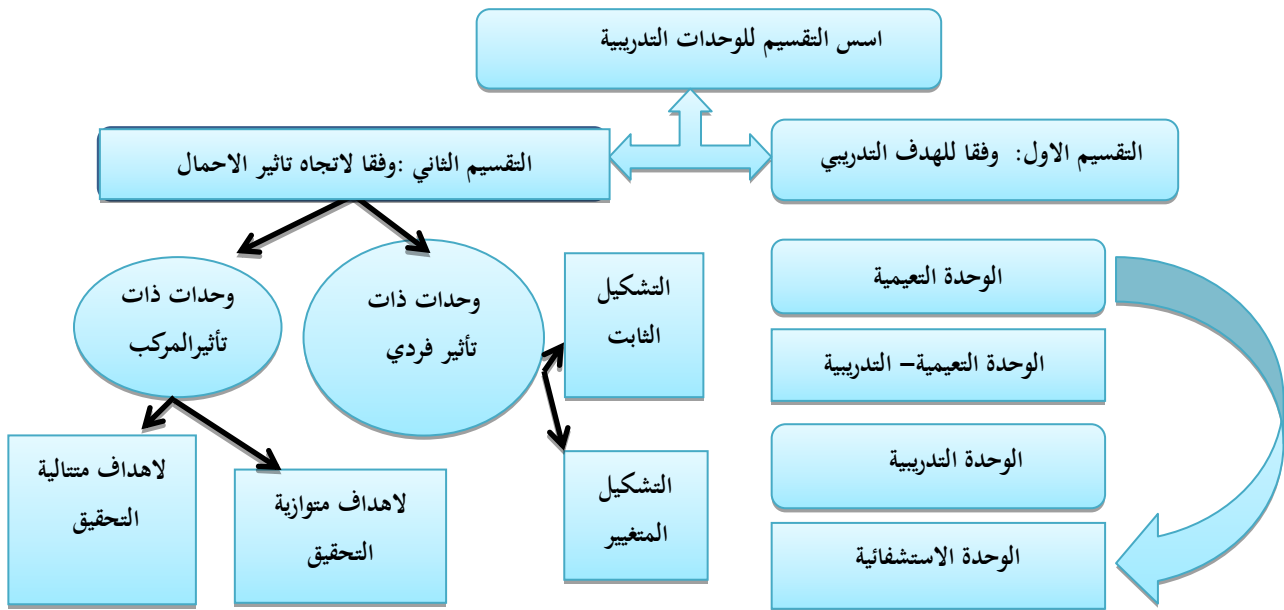 اسس التقسيم للوحدات التدريبية
التقسيم الاول: وفقا للهدف التدريبي
التقسيم الثاني :وفقا لاتجاه تاثير الاحمال
الوحدة التعيمية
الوحدة التعيمية– التدريبية
الوحدة التدريبية
الوحدة الاستشفائية
وحدات ذات
تأثير فردي
التشكيل
الثابت
التشكيل
المتغيير
وحدات ذات
تأثيرالمركب
لاهداف متوازية
التحقيق
لاهداف متتالية
التحقيق